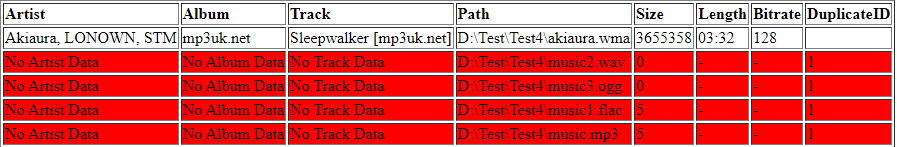 Artist Album Track Path Size Length Bitrate DuplicateID
Akiaura, LONOWN, STM mp3uk.net Sleepwalker [mp3uk.net] D:\Test\Test4\akiaura.wma 3655358 03:32 128
No Artist Data No Album Data No Track Data D:\Test\Test4\music2.wav 0 - - 1
No Artist Data No Album Data No Track Data D:\Test\Test4\music3.ogg 0 - - 1
No Artist Data No Album Data No Track Data D:\Test\Test4\music1.flac 5 - - 1
No Artist Data No Album Data No Track Data D:\Test\Test4\music.mp3 5 - - 1